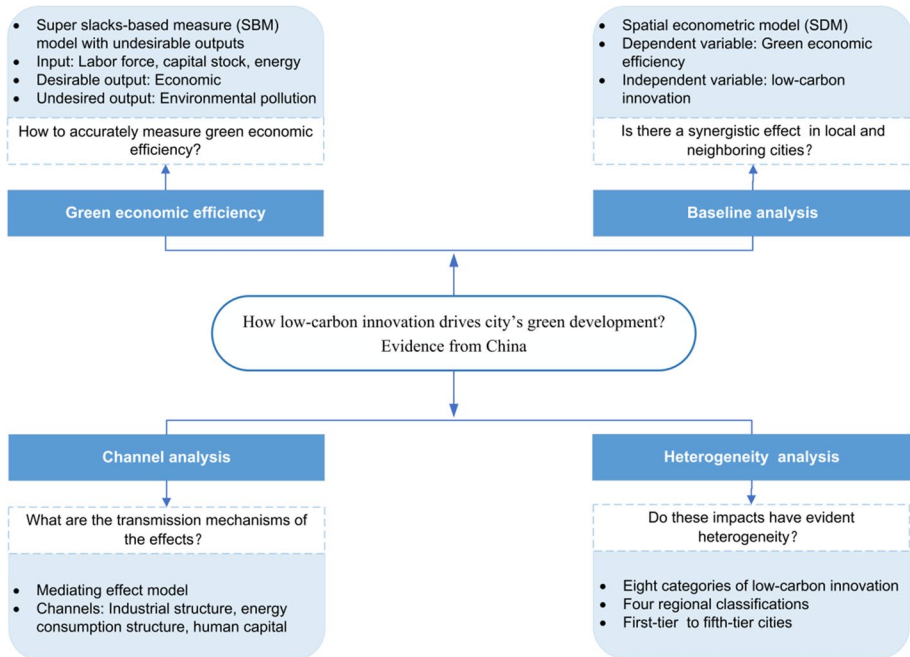 • Super slacks-based measure (SBM)
model with undesirable outputs
• Input: Labor force, capital stock, energy
• Desirable output: Economic
• Undesired output: Environmental pollution
How to accurately measure green economic
efficiency?
Green economic efficiency
• Spatial econometric model (SDM)
• Dependent variable: Green economic
efficiency
• Independent variable: low-carbon
innovation
Is there a synergistic effect in local and
neighboring cities?
Baseline analysis
How low-carbon innovation drives city's green development?
Evidence from China
Channel analysis
What are the transmission mechanisms of
the effects?
• Mediating effect model
• Channels: Industrial structure, energy
consumption structure, human capital
Heterogeneity analysis
Do these impacts have evident
heterogeneity?
• Eight categories of low-carbon innovation
• Four regional classifications
• First-tier to fifth-tier cities